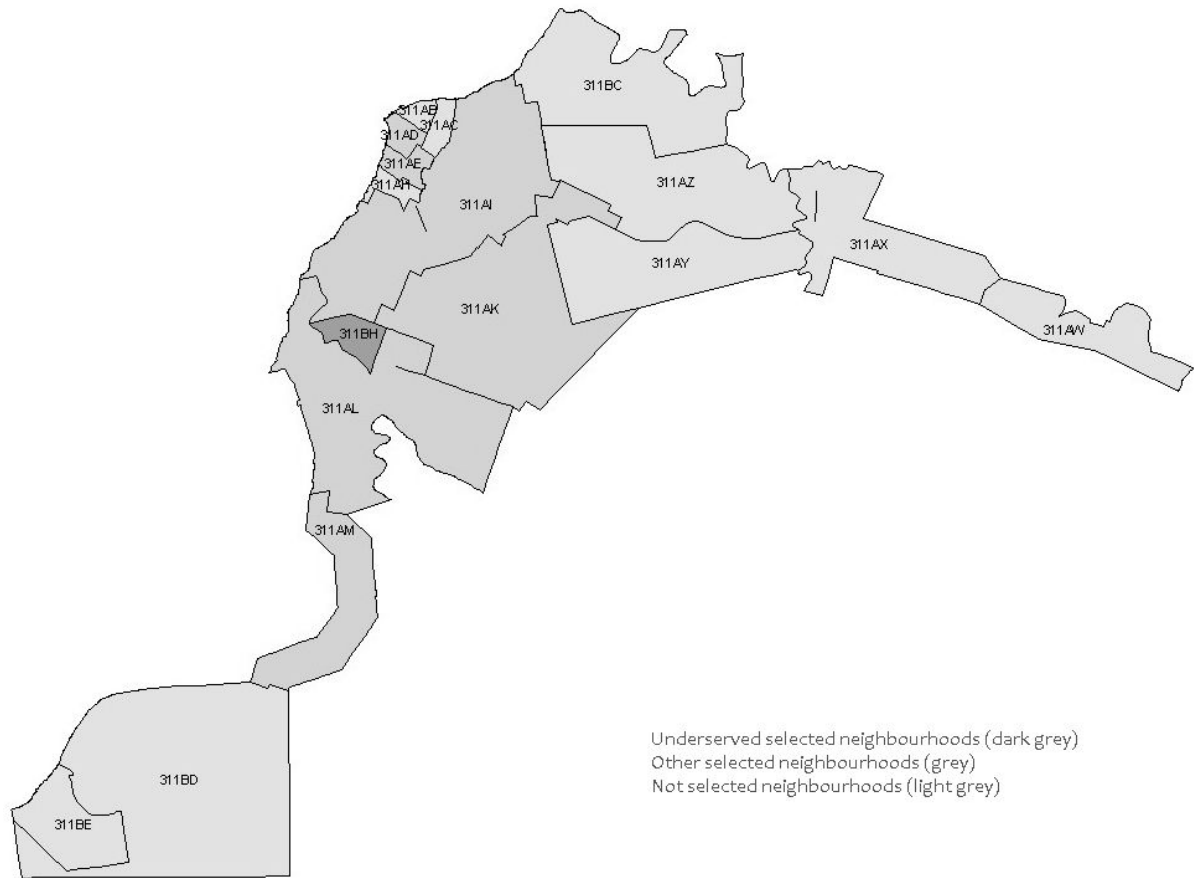 311BC
311AB
311AC
311AD
311AE
311AH
311AZ
311AI
311AX
311AY
311AK
311AW
311BH
311AL
311AM
Underserved selected neighbourhoods (dark grey)
Other selected neighbourhoods (grey)
Not selected neighbourhoods (light grey)
311BD
311BE